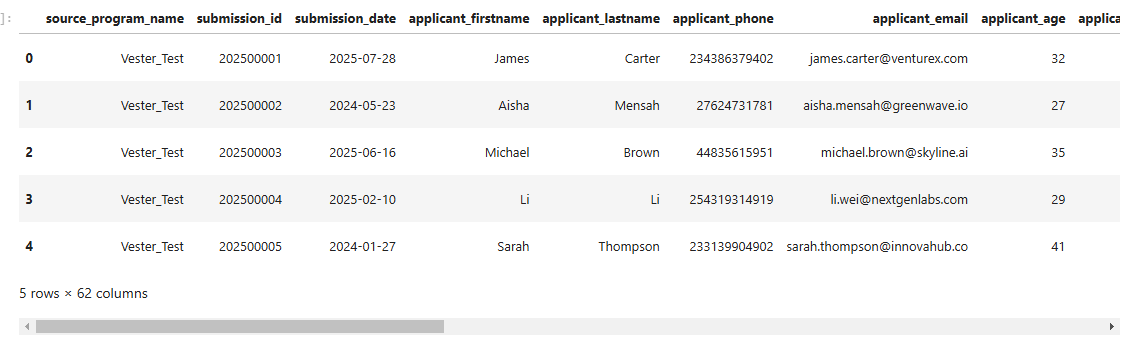 ]:
source_program_name submission_id submission_date applicant_firstname applicant_lastname applicant_phone applicant_email applicant_age applica
0 Vester_Test 202500001 2025-07-28 James Carter 234386379402 james.carter@venturex.com 32
1 Vester_Test 202500002 2024-05-23 Aisha Mensah 27624731781 aisha.mensah@greenwave.io 27
2 Vester_Test 202500003 2025-06-16 Michael Brown 44835615951 michael.brown@skyline.ai 35
3 Vester_Test 202500004 2025-02-10 Li Li 254319314919 li.wei@nextgenlabs.com 29
4 Vester_Test 202500005 2024-01-27 Sarah Thompson 233139904902 sarah.thompson@innovahub.co 41
5 rows × 62 columns